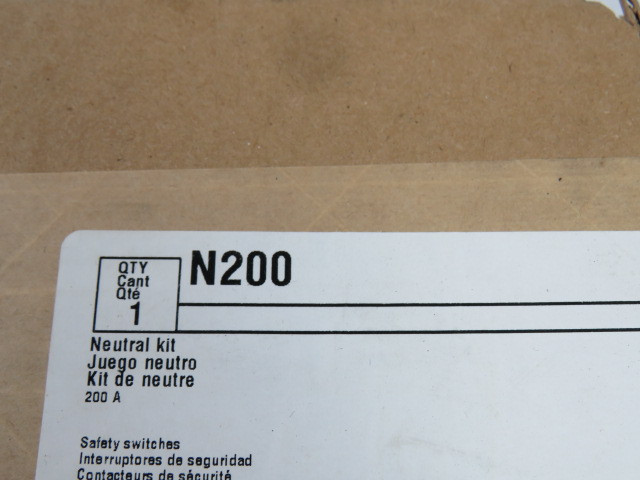 QTY
Cant
Qté
1
N200
Neutral kit
Juego neutro
Kit de neutre
200 A
Safety switches
Interruptores de seguridad
Contacteurs de sécurité